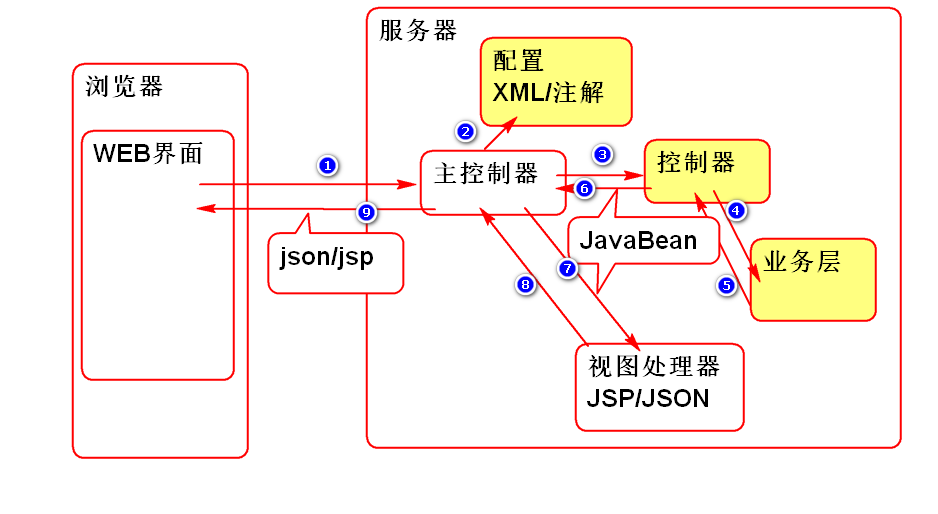 服务器
配置
XML/注解
浏览器
WEB界面
1
2
主控制器
3
控制器
6
4
9
json/jsp
JavaBean
业务层
7
8
5
视图处理器
JSP/JSON